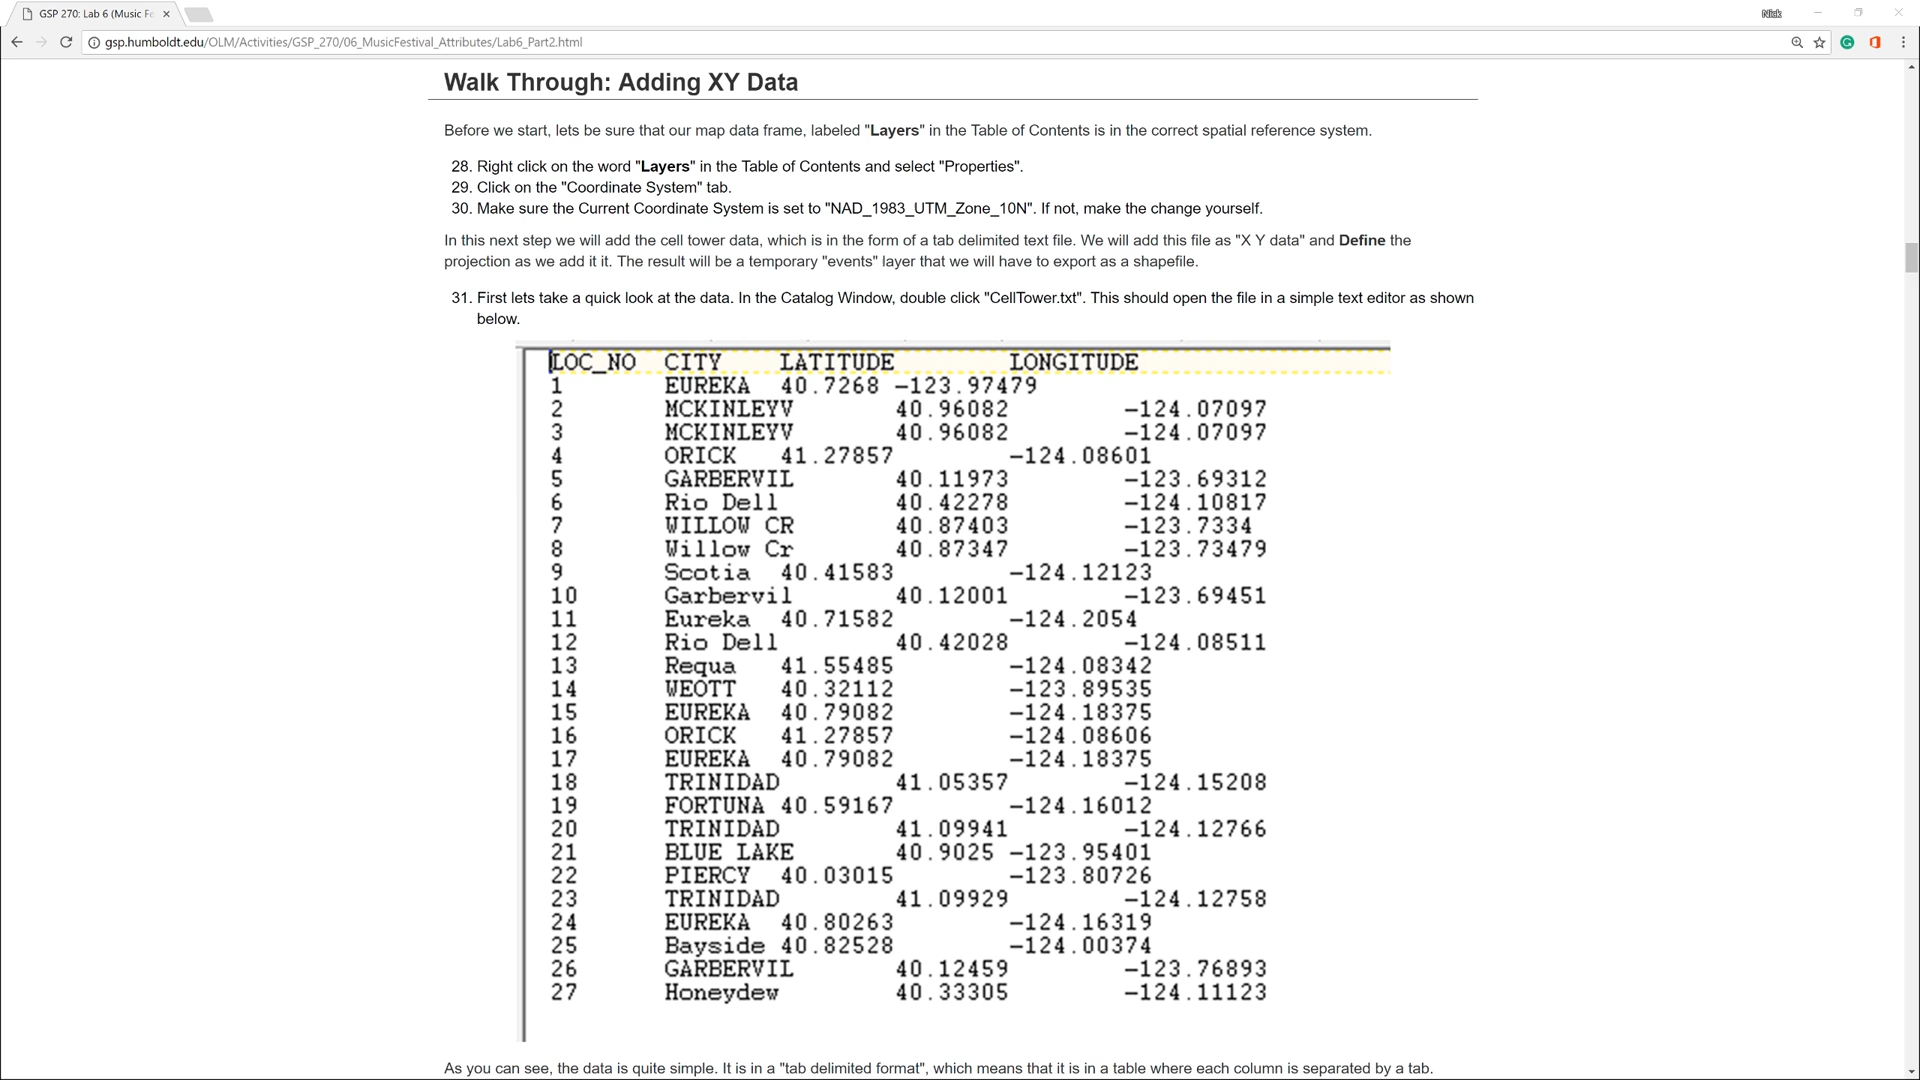 GSP 270: Lab 6 (Music Fe
Nick
gsp.humboldt.edu/OLM/Activities/GSP_270/06_MusicFestival_Attributes/Lab6_Part2.html
Walk Through: Adding XY Data
Before we start, lets be sure that our map data frame, labeled "Layers" in the Table of Contents is in the correct spatial reference system.
28. Right click on the word "Layers" in the Table of Contents and select "Properties".
29. Click on the "Coordinate System" tab.
30. Make sure the Current Coordinate System is set to "NAD_1983_UTM_Zone_10N". If not, make the change yourself.
In this next step we will add the cell tower data, which is in the form of a tab delimited text file. We will add this file as "X Y data" and Define the
projection as we add it it. The result will be a temporary "events" layer that we will have to export as a shapefile.
31. First lets take a quick look at the data. In the Catalog Window, double click "CellTower.txt". This should open the file in a simple text editor as shown
below.
LOC_NO CITY LATITUDE LONGITUDE
1 EUREKA 40.7268 -123.97479
2 MCKINLEYV 40.96082 -124.07097
3 MCKINLEYV 40.96082 -124.07097
4 ORICK 41.27857 -124.08601
5 GARBERVIL 40.11973 -123.69312
6 Rio Dell 40.42278 -124.10817
7 WILLOW CR 40.87403 -123.7334
8 Willow Cr 40.87347 -123.73479
9 Scotia 40.41583 -124.12123
10 Garbervil 40.12001 -123.69451
11 Eureka 40.71582 -124.2054
12 Rio Dell 40.42028 -124.08511
13 Requa 41.55485 -124.08342
14 WEOTT 40.32112 -123.89535
15 EUREKA 40.79082 -124.18375
16 ORICK 41.27857 -124.08606
17 EUREKA 40.79082 -124.18375
18 TRINIDAD 41.05357 -124.15208
19 FORTUNA 40.59167 -124.16012
20 TRINIDAD 41.09941 -124.12766
21 BLUE LAKE 40.9025 -123.95401
22 PIERCY 40.03015 -123.80726
23 TRINIDAD 41.09929 -124.12758
24 EUREKA 40.80263 -124.16319
25 Bayside 40.82528 -124.00374
26 GARBERVIL 40.12459 -123.76893
27 Honeydew 40.33305 -124.11123
As you can see, the data is quite simple. It is in a "tab delimited format", which means that it is in a table where each column is separated by a tab.